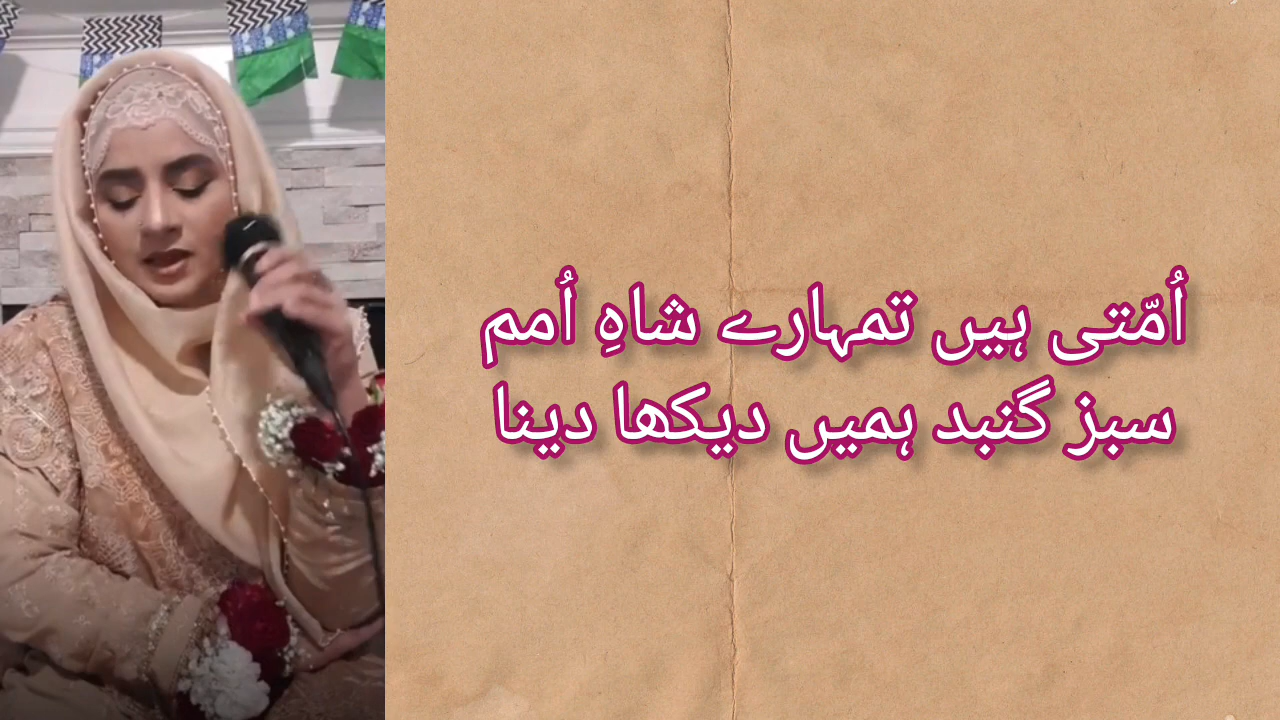 اُمّتی ہیں تمہارے شاہِ اُمم
سبز گنبد ہمیں دیکھا دینا